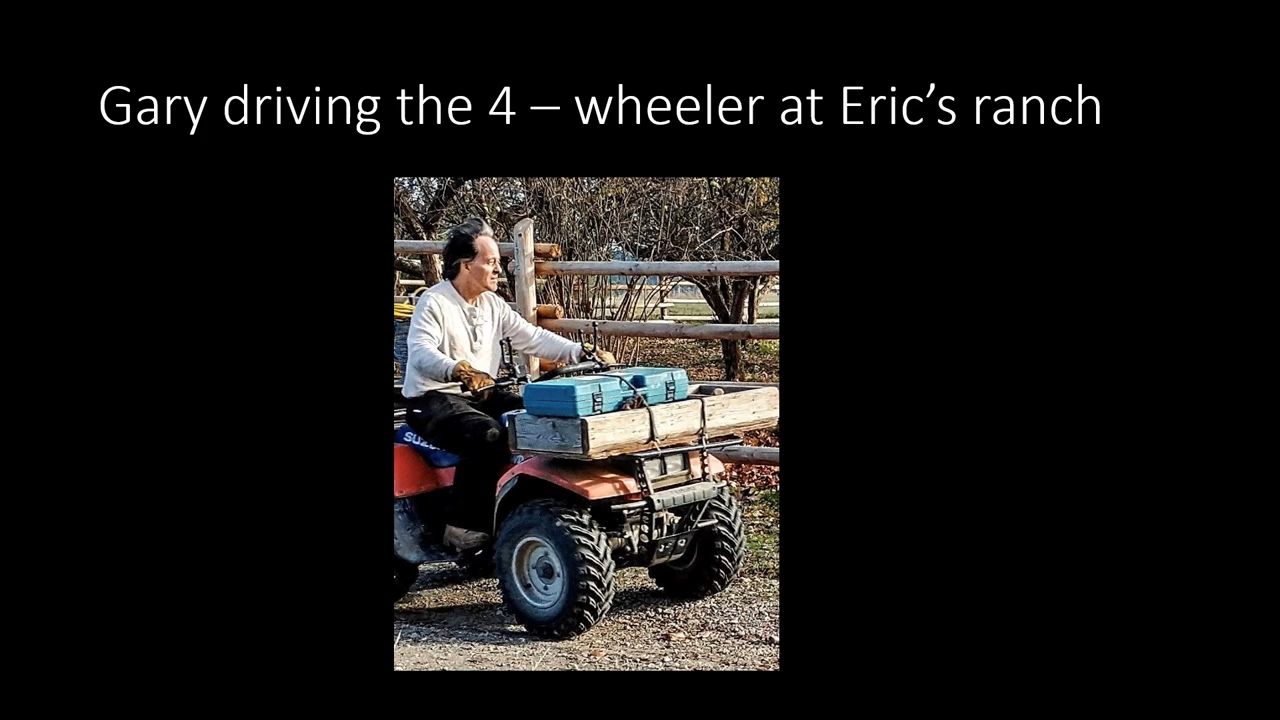 Gary driving the 4 – wheeler at Eric’s ranch